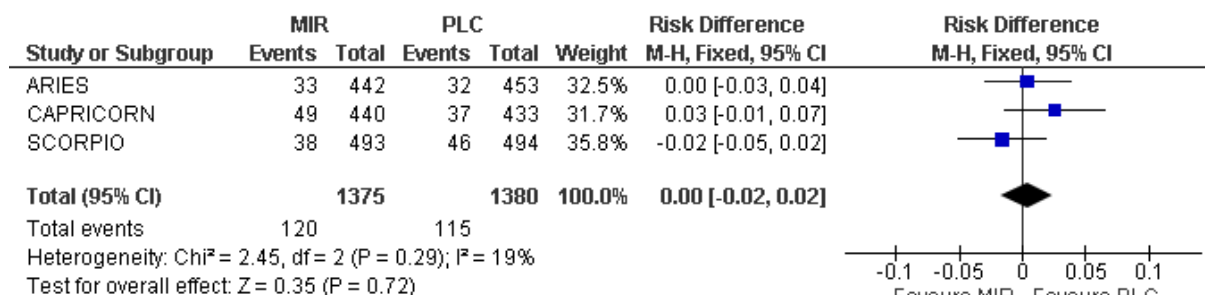 MIR PLC Risk Difference Risk Difference
Study or Subgroup Events Total Events Total Weight M-H, Fixed, 95% CI M-H, Fixed, 95% CI
ARIES 33 442 32 453 32.5% 0.00 [-0.03, 0.04]
CAPRICORN 49 440 37 433 31.7% 0.03 [-0.01, 0.07]
SCORPIO 38 493 46 494 35.8% -0.02 [-0.05, 0.02]
Total (95% CI) 1375 1380 100.0% 0.00 [-0.02, 0.02]
Total events 120 115
Heterogeneity: Chi² = 2.45, df = 2 (P = 0.29); I² = 19%
Test for overall effect: Z = 0.35 (P = 0.72)
-0.1 -0.05 0 0.05 0.1
Favours MIR Favours PLC